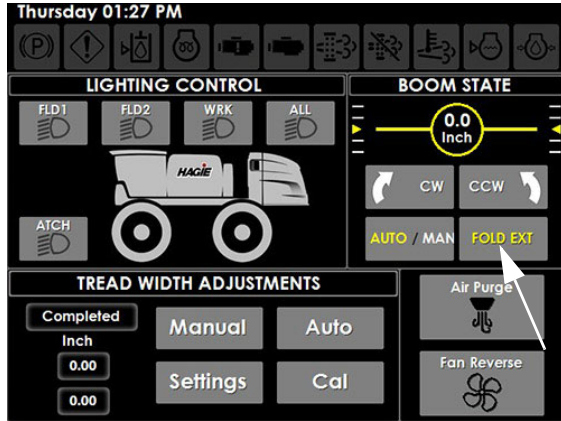 Thursday 01:27 PM
(P)
LIGHTING CONTROL
BOOM STATE
FLD1
FLD2
WRK
ALL
0.0
Inch
HAGIE
CW
CCW
ATCH
AUTO / MAN
FOLD EXT
TREAD WIDTH ADJUSTMENTS
Completed
Inch
0.00
0.00
Manual
Auto
Settings
Cal
Air Purge
Fan Reverse